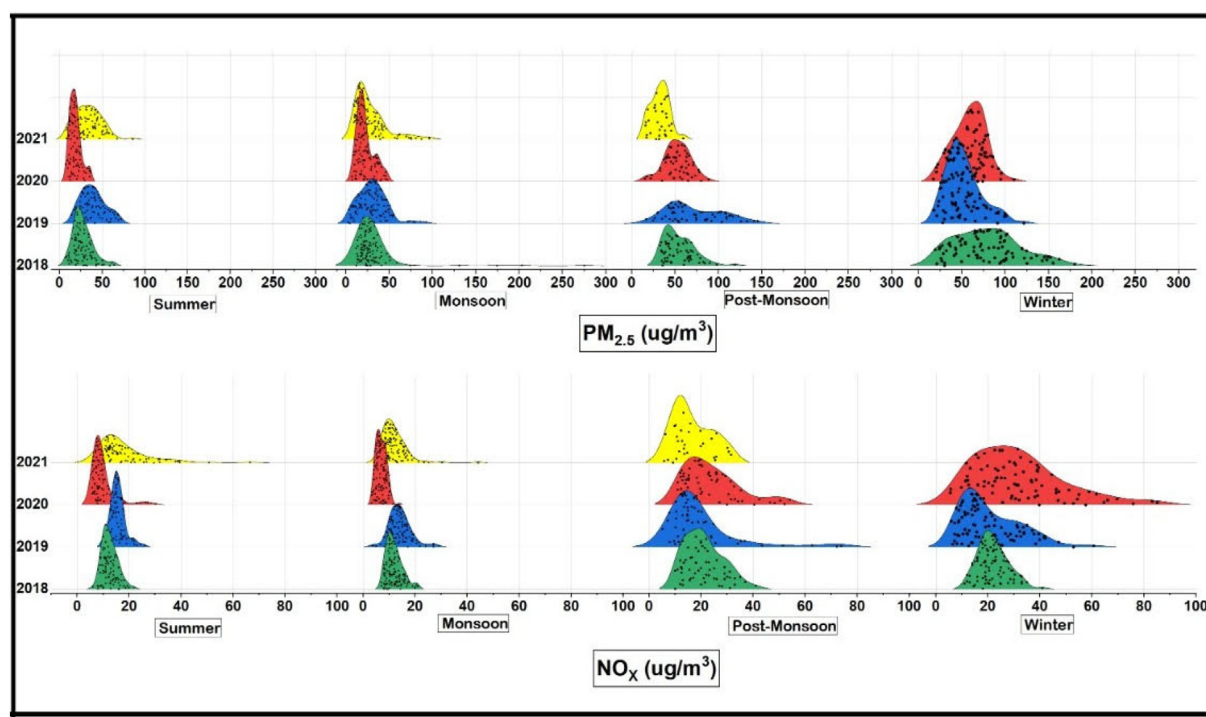 2021
2020
2019
2018
0 50 100 150 200 250 300 0 50 100 150 200 250 300 0 50 100 150 200 250 300 0 50 100 150 200 250 300
Summer Monsoon Post-Monsoon Winter
PM2.5 (ug/m³)
2021
2020
2019
2018
0 20 40 60 80 100 0 20 40 60 80 100 0 20 40 60 80 100 0 20 40 60 80 100
Summer Monsoon Post-Monsoon Winter
NOX (ug/m³)